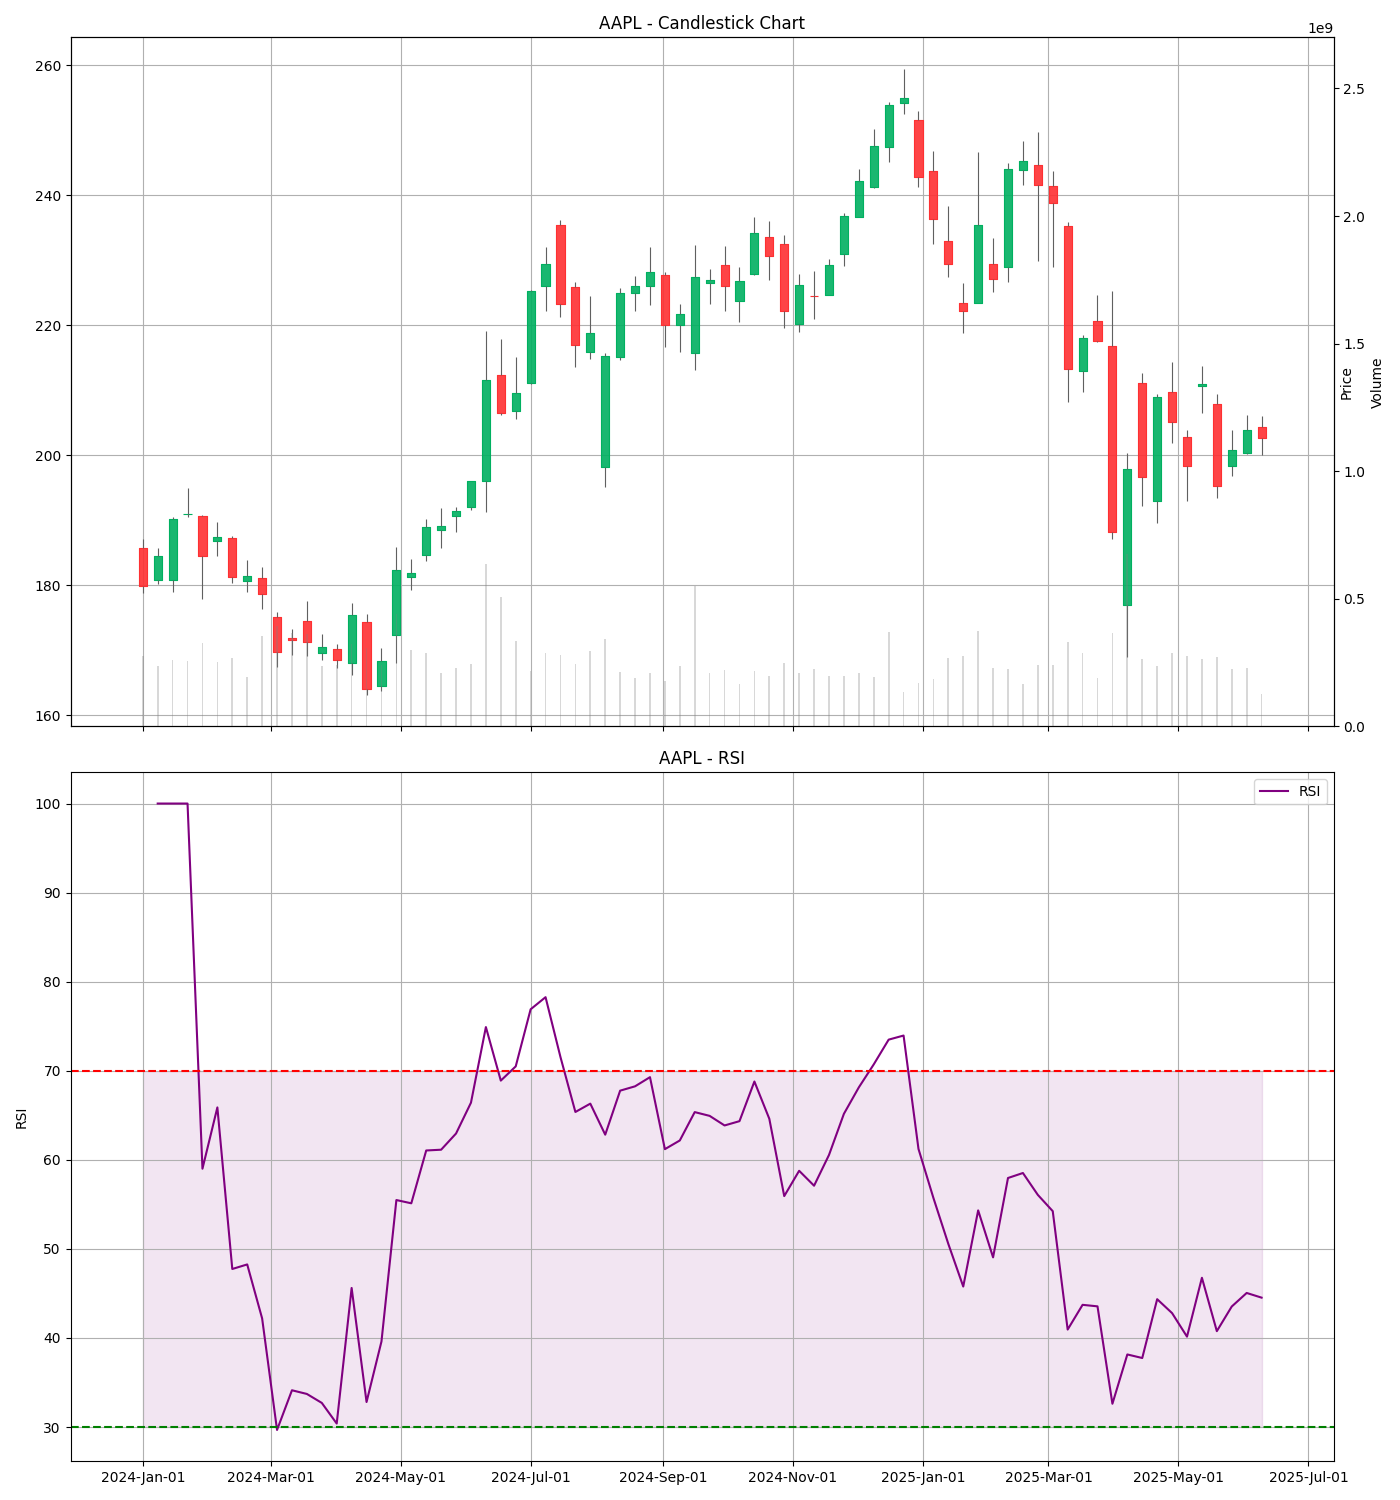 AAPL - Candlestick Chart
1e9
260
240
220
200
180
160
2.5
2.0
1.5
1.0
0.5
0.0
Price
Volume
AAPL - RSI
RSI
100
90
80
70
60
50
40
30
RSI
2024-Jan-01 2024-Mar-01 2024-May-01 2024-Jul-01 2024-Sep-01 2024-Nov-01 2025-Jan-01 2025-Mar-01 2025-May-01 2025-Jul-01